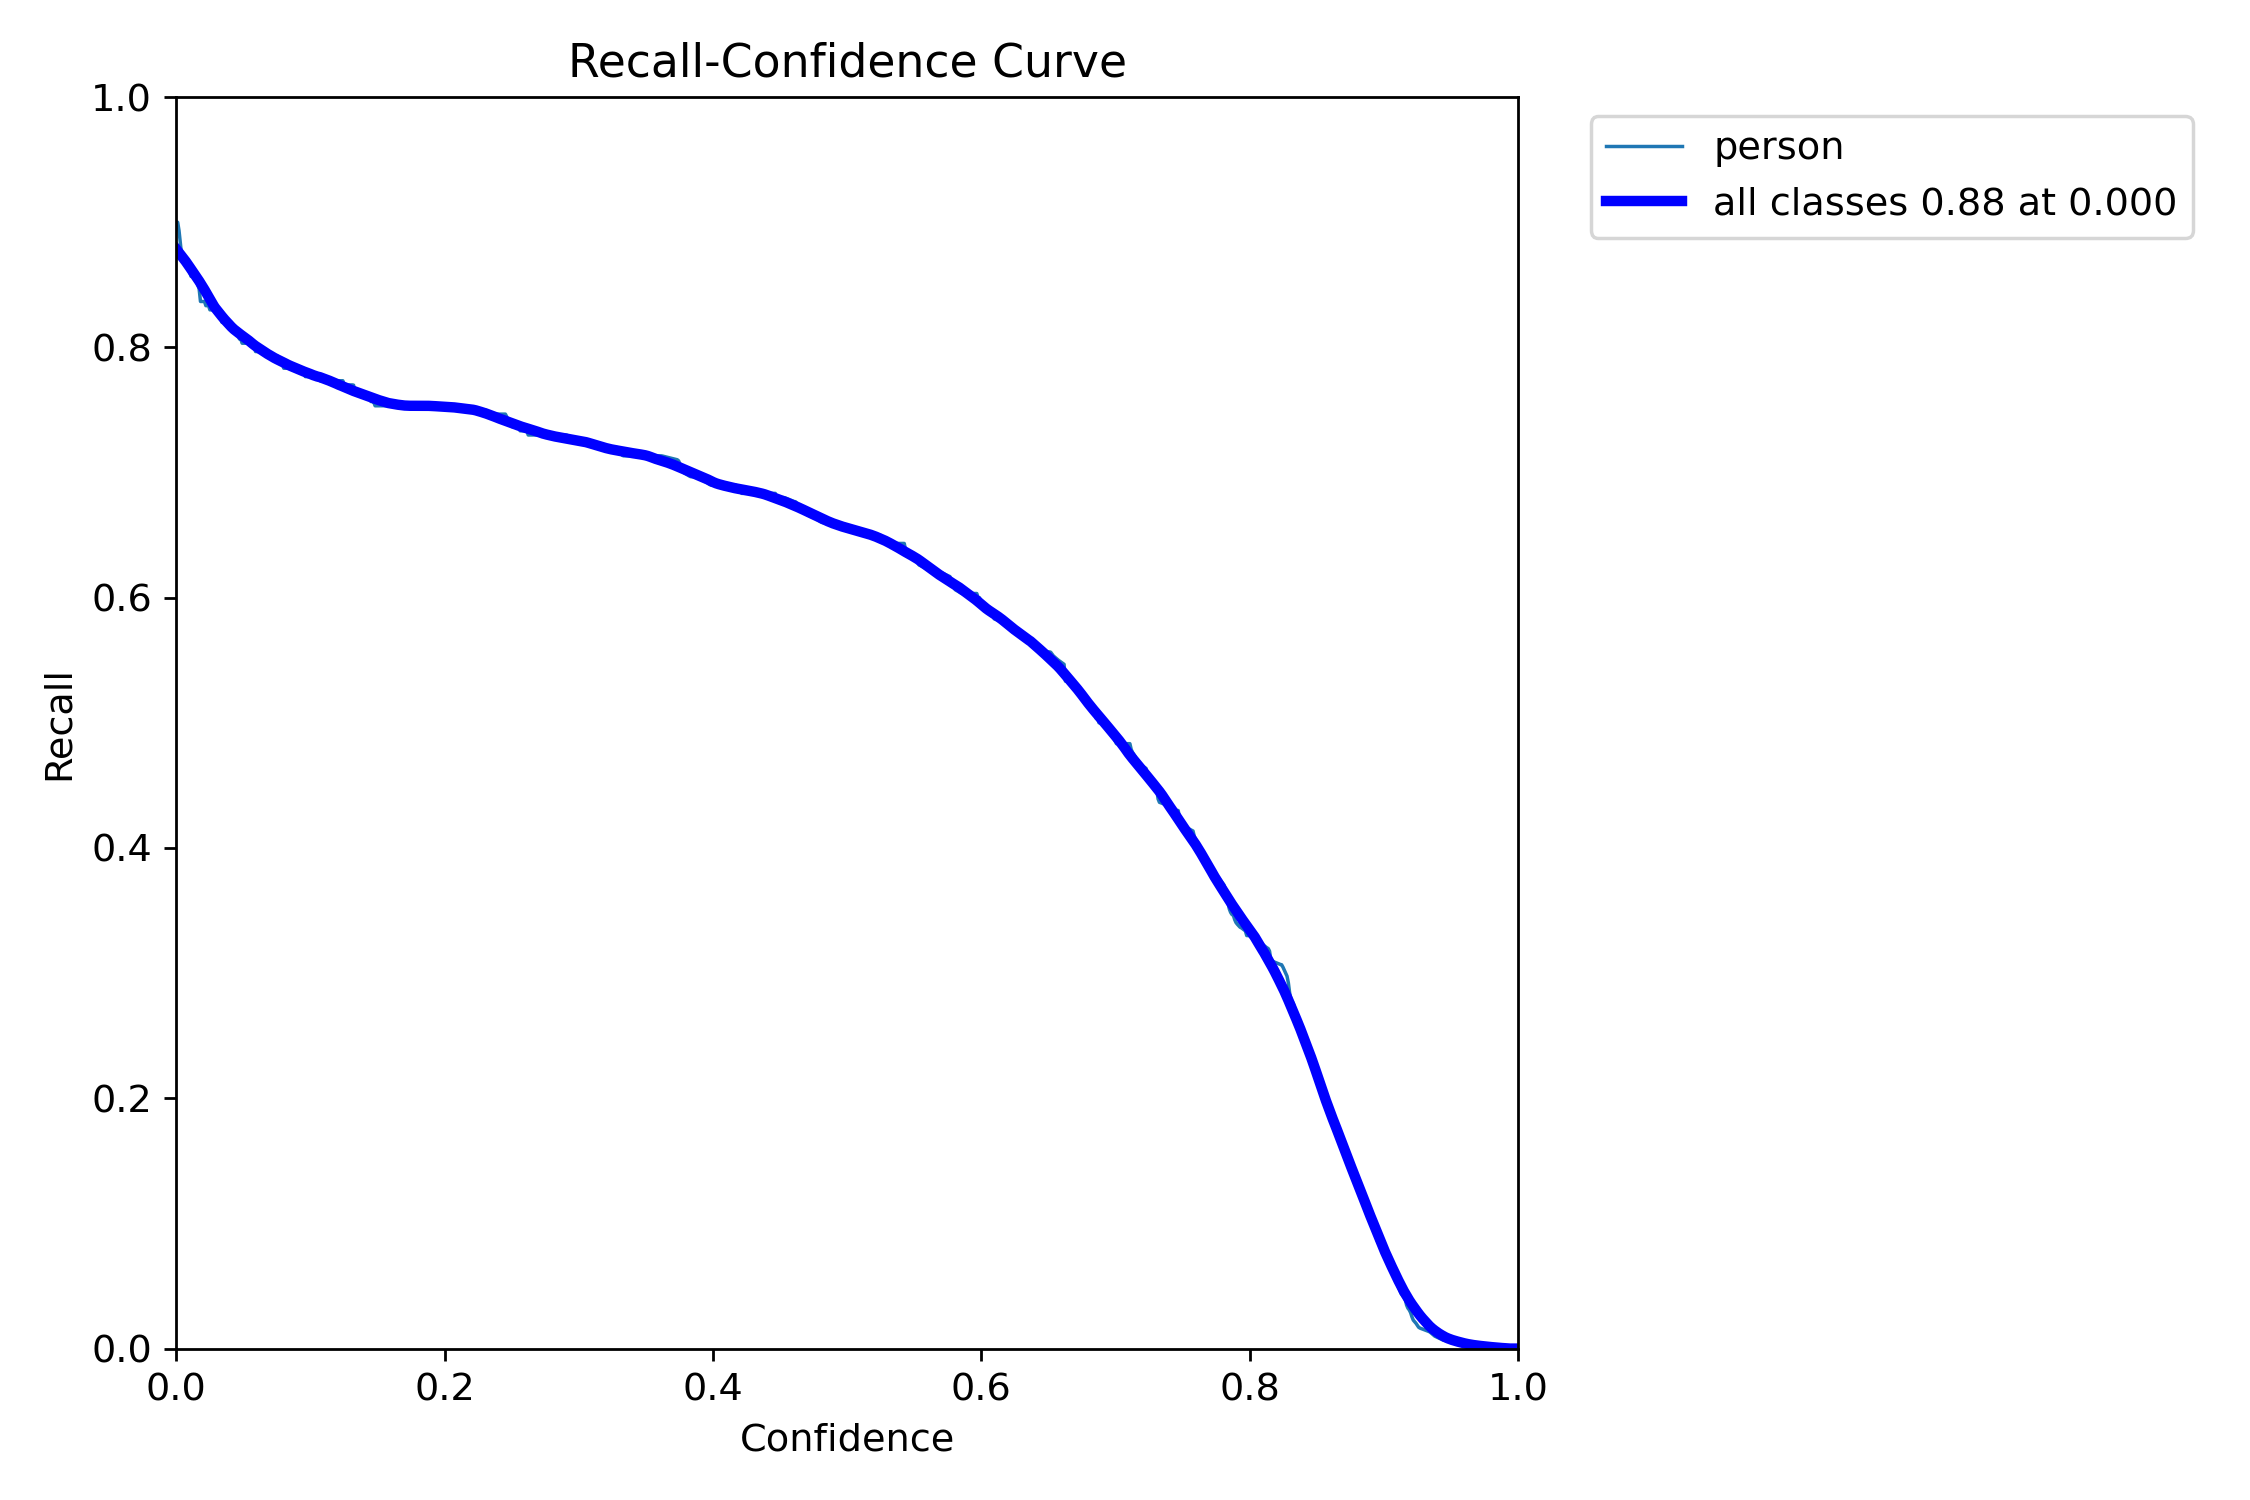 Recall-Confidence Curve
1.0
0.8
0.6
0.4
0.2
0.0
Recall
0.0 0.2 0.4 0.6 0.8 1.0
Confidence
person
all classes 0.88 at 0.000